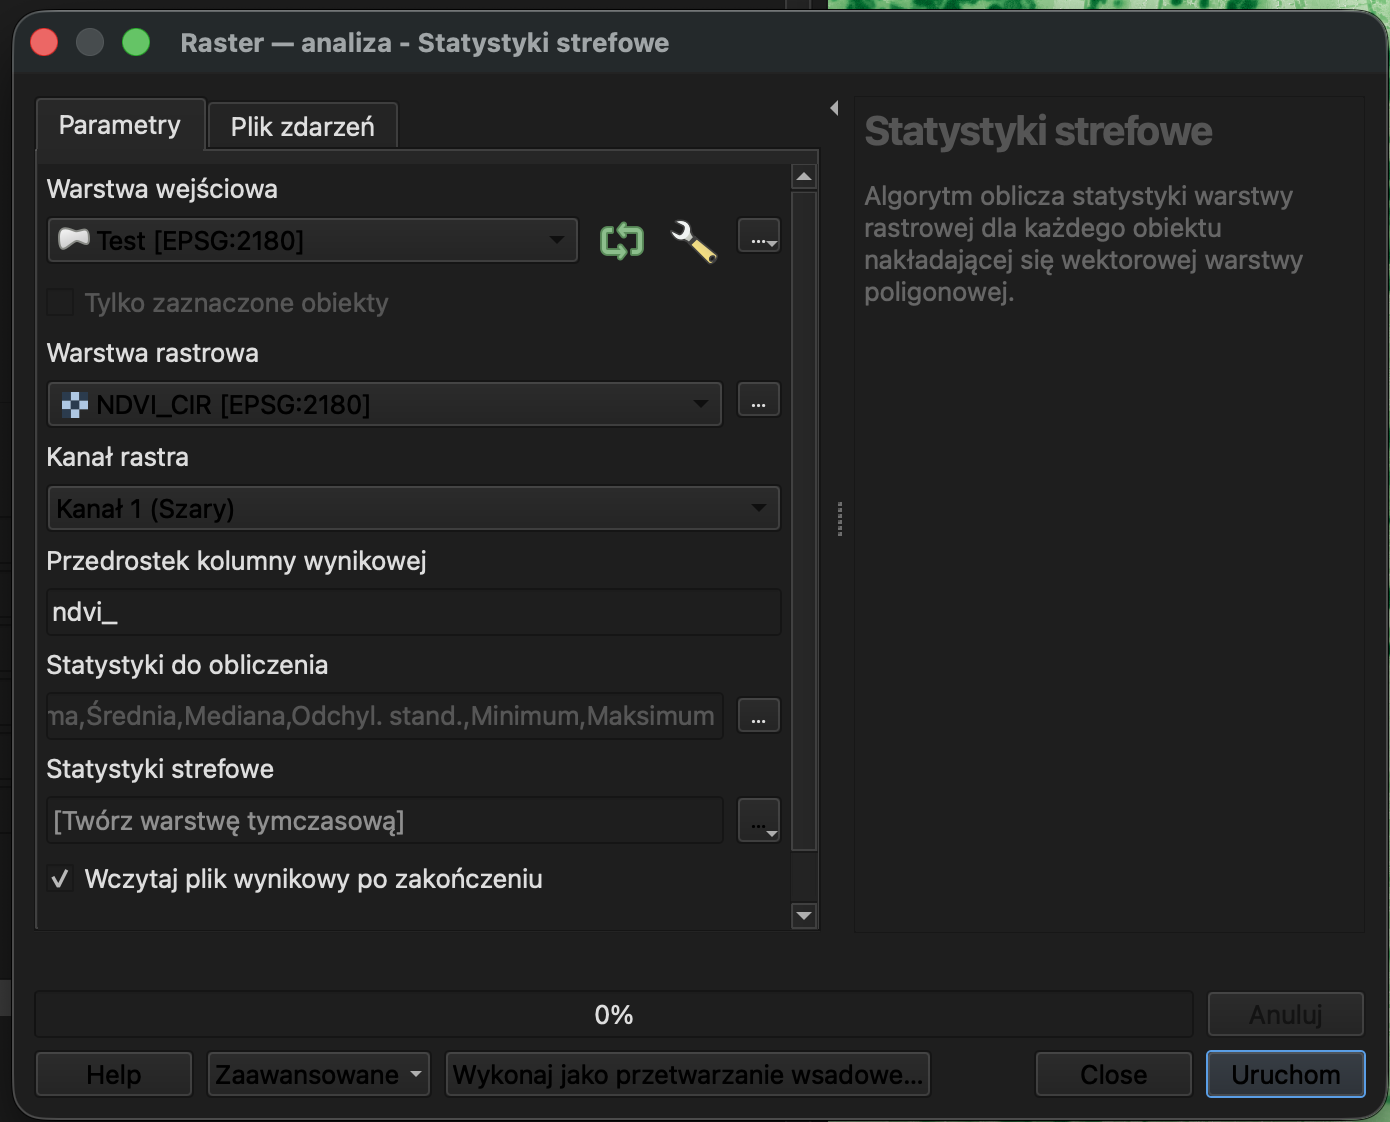 Raster — analiza - Statystyki strefowe
Parametry
Plik zdarzeń
Warstwa wejściowa
Test [EPSG:2180]
...
Tylko zaznaczone obiekty
Warstwa rastrowa
NDVI_CIR [EPSG:2180]
...
Kanał rastra
Kanał 1 (Szary)
Przedrostek kolumny wynikowej
ndvi_
Statystyki do obliczenia
ma,Średnia,Mediana,Odchyl. stand.,Minimum,Maksimum
...
Statystyki strefowe
[Twórz warstwę tymczasową]
...
Wczytaj plik wynikowy po zakończeniu
Statystyki strefowe
Algorytm oblicza statystyki warstwy
rastrowej dla każdego obiektu
nakładającej się wektorowej warstwy
poligonowej.
0%
Anuluj
Help
Zaawansowane
Wykonaj jako przetwarzanie wsadowe...
Close
Uruchom